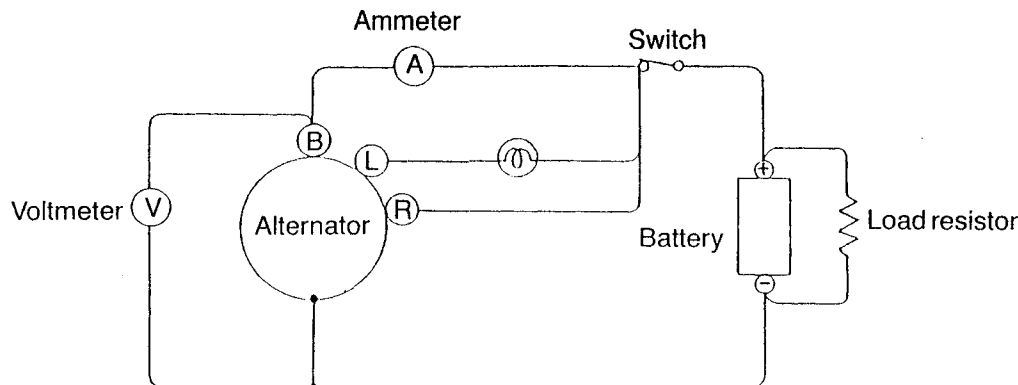 Ammeter
Switch
A
B
L
R
V
Voltmeter
Alternator
+
Battery
Load resistor
−